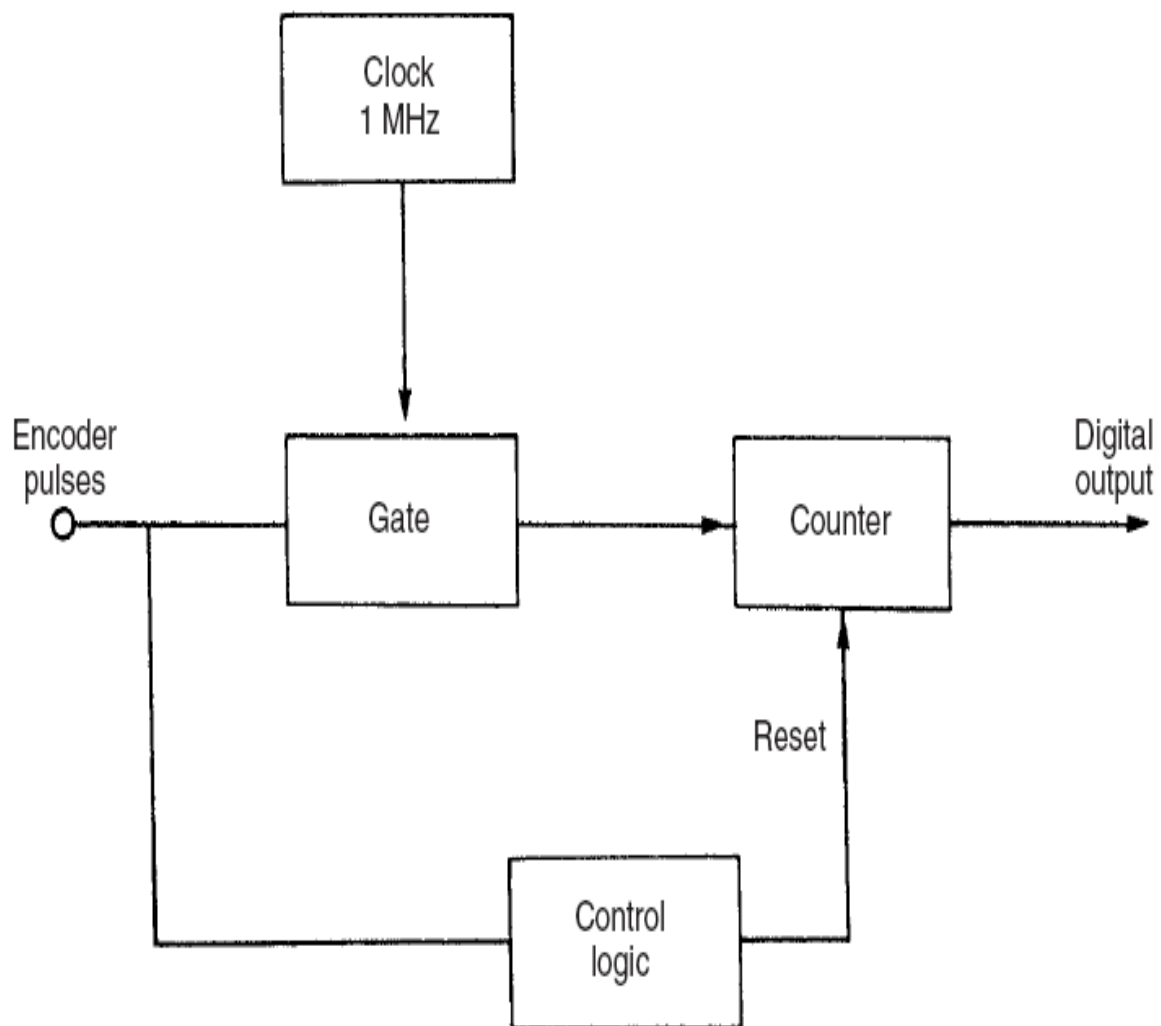 Clock
1 MHz
Encoder
pulses
Gate
Counter
Digital
output
Reset
Control
logic